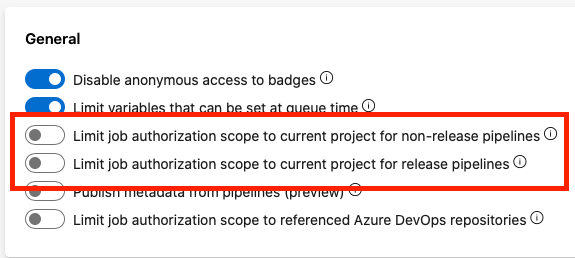 General
Disable anonymous access to badges
Limit variables that can be set at queue time
Limit job authorization scope to current project for non-release pipelines
Limit job authorization scope to current project for release pipelines
Publish metadata from pipelines (preview)
Limit job authorization scope to referenced Azure DevOps repositories